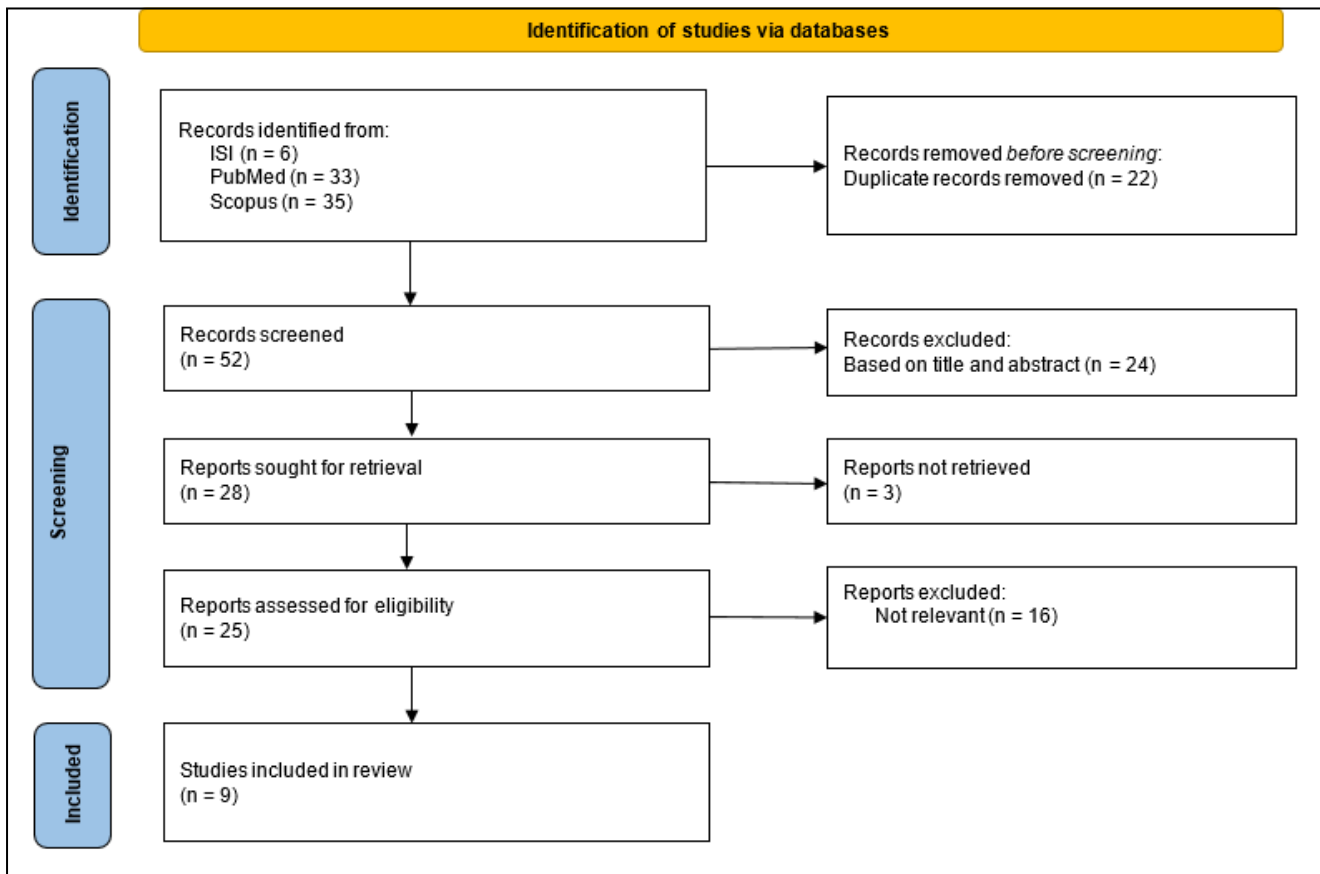 Identification of studies via databases
Identification
Records identified from:
ISI (n = 6)
PubMed (n = 33)
Scopus (n = 35)
Records removed before screening:
Duplicate records removed (n = 22)
Screening
Records screened
(n = 52)
Records excluded:
Based on title and abstract (n = 24)
Reports sought for retrieval
(n = 28)
Reports not retrieved
(n = 3)
Reports assessed for eligibility
(n = 25)
Reports excluded:
Not relevant (n = 16)
Included
Studies included in review
(n = 9)